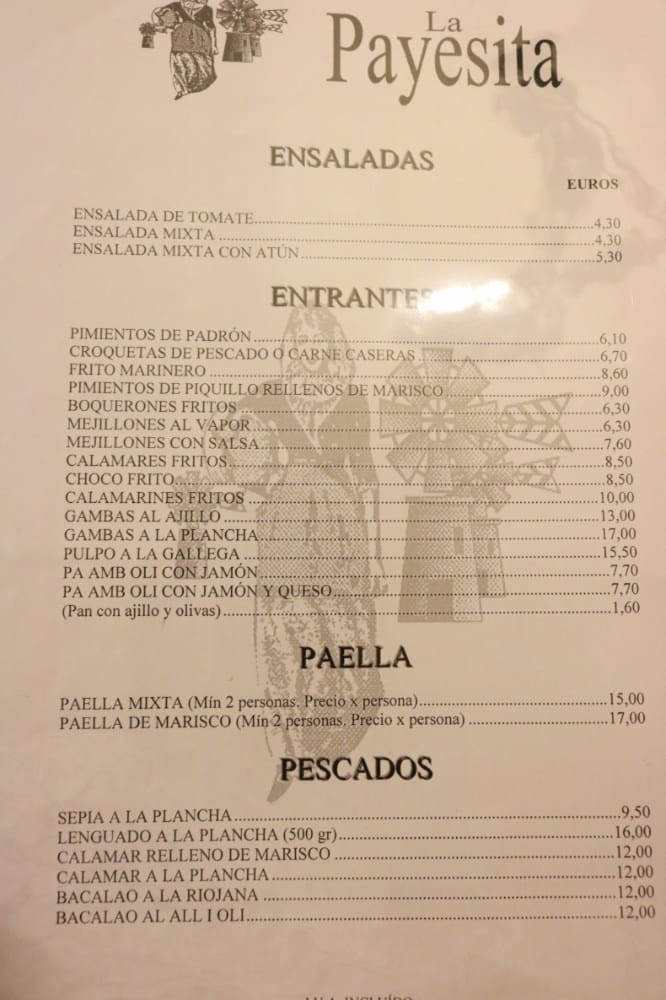 La
Payesita
ENSALADAS
EUROS
ENSALADA DE TOMATE 4,30
ENSALADA MIXTA 4,30
ENSALADA MIXTA CON ATÚN 5,30
ENTRANTES
PIMIENTOS DE PADRÓN 6,10
CROQUETAS DE PESCADO O CARNE CASERAS 6,70
FRITO MARINERO 8,60
PIMIENTOS DE PIQUILLO RELLENOS DE MARISCO 9,00
BOQUERONES FRITOS 6,30
MEJILLONES AL VAPOR 6,30
MEJILLONES CON SALSA 7,60
CALAMARES FRITOS 8,50
CHOCO FRITO 8,50
CALAMARINES FRITOS 10,00
GAMBAS AL AJILLO 13,00
GAMBAS A LA PLANCHA 17,00
PULPO A LA GALLEGA 15,50
PA AMB OLI CON JAMÓN 7,70
PA AMB OLI CON JAMÓN Y QUESO 7,70
(Pan con ajillo y olivas) 1,60
PAELLA
PAELLA MIXTA (Mín 2 personas. Precio x persona) 15,00
PAELLA DE MARISCO (Mín 2 personas. Precio x persona) 17,00
PESCADOS
SEPIA A LA PLANCHA 9,50
LENGUADO A LA PLANCHA (500 gr) 16,00
CALAMAR RELLENO DE MARISCO 12,00
CALAMAR A LA PLANCHA 12,00
BACALAO A LA RIOJANA 12,00
BACALAO AL ALL I OLI 12,00